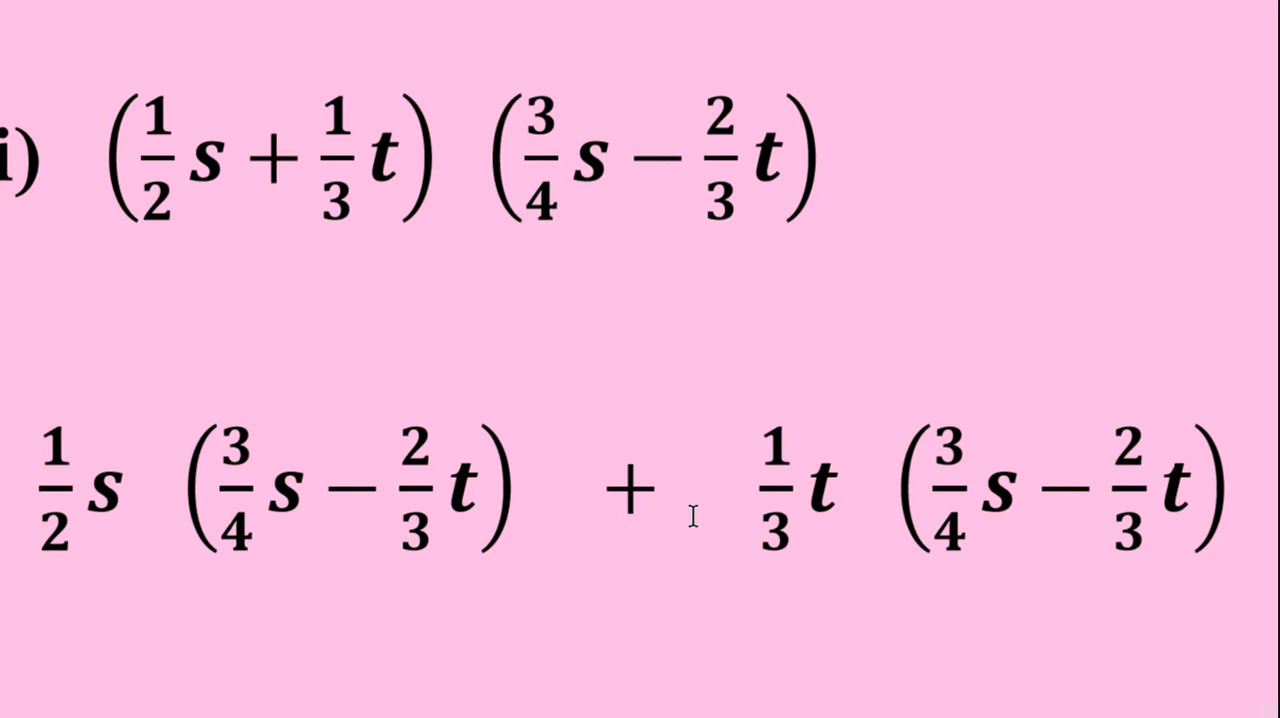 i) (1/2 s + 1/3 t) (3/4 s − 2/3 t)
1/2 s (3/4 s − 2/3 t) + 1/3 t (3/4 s − 2/3 t)